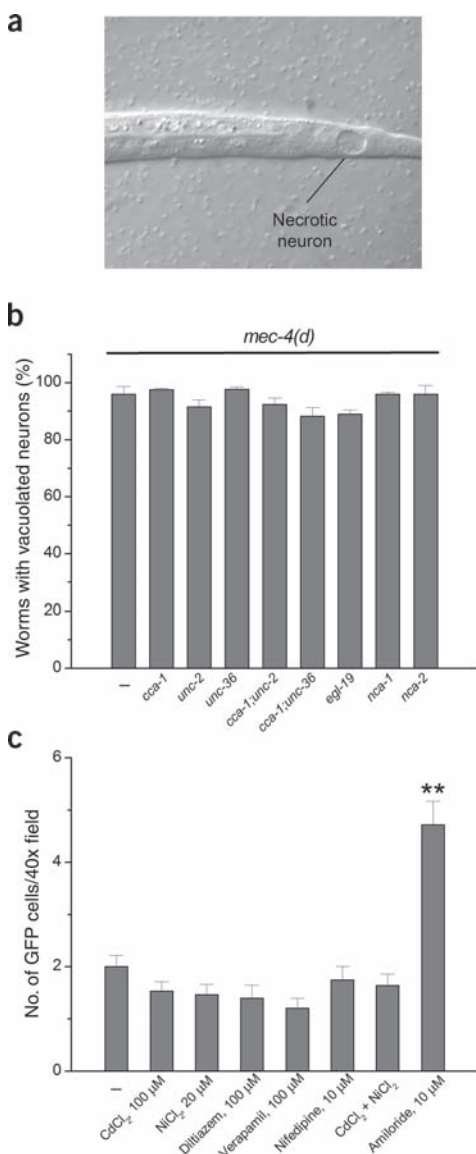 a
Necrotic
neuron
b
mec-4(d)
Worms with vacuolated neurons (%)
100
80
60
40
20
0
–
cca-1
unc-2
unc-36
cca-1;unc-2
cca-1;unc-36
egl-19
nca-1
nca-2
c
No. of GFP cells/40x field
6
4
2
0
**
–
CdCl₂, 100 µM
NiCl₂ 20 µM
Diltiazem, 100 µM
Verapamil, 100 µM
Nifedipine, 10 µM
CdCl₂ + NiCl₂
Amiloride, 10 µM